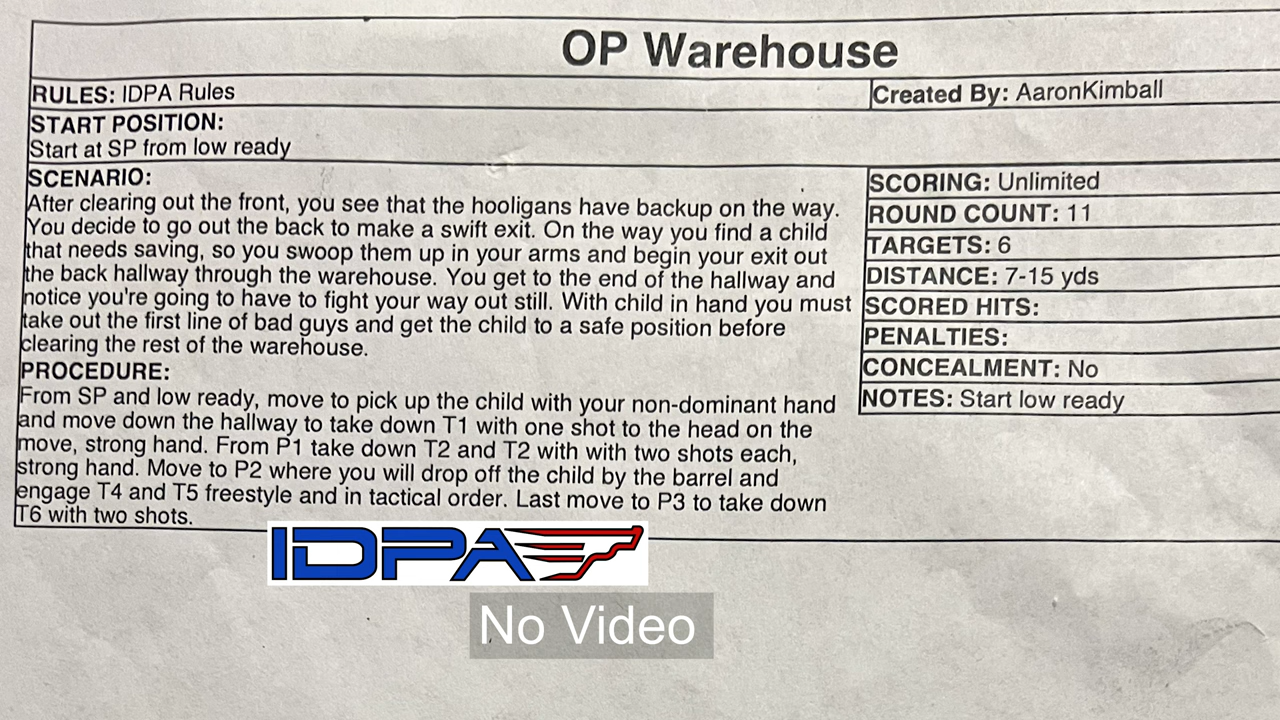 OP Warehouse
RULES: IDPA Rules
Created By: AaronKimball
START POSITION:
Start at SP from low ready
SCENARIO:
After clearing out the front, you see that the hooligans have backup on the way.
You decide to go out the back to make a swift exit. On the way you find a child
that needs saving, so you swoop them up in your arms and begin your exit out
the back hallway through the warehouse. You get to the end of the hallway and
notice you're going to have to fight your way out still. With child in hand you must
take out the first line of bad guys and get the child to a safe position before
clearing the rest of the warehouse.
PROCEDURE:
From SP and low ready, move to pick up the child with your non-dominant hand
and move down the hallway to take down T1 with one shot to the head on the
move, strong hand. From P1 take down T2 and T2 with with two shots each,
strong hand. Move to P2 where you will drop off the child by the barrel and
engage T4 and T5 freestyle and in tactical order. Last move to P3 to take down
T6 with two shots.
SCORING: Unlimited
ROUND COUNT: 11
TARGETS: 6
DISTANCE: 7-15 yds
SCORED HITS:
PENALTIES:
CONCEALMENT: No
NOTES: Start low ready
IDPA
No Video